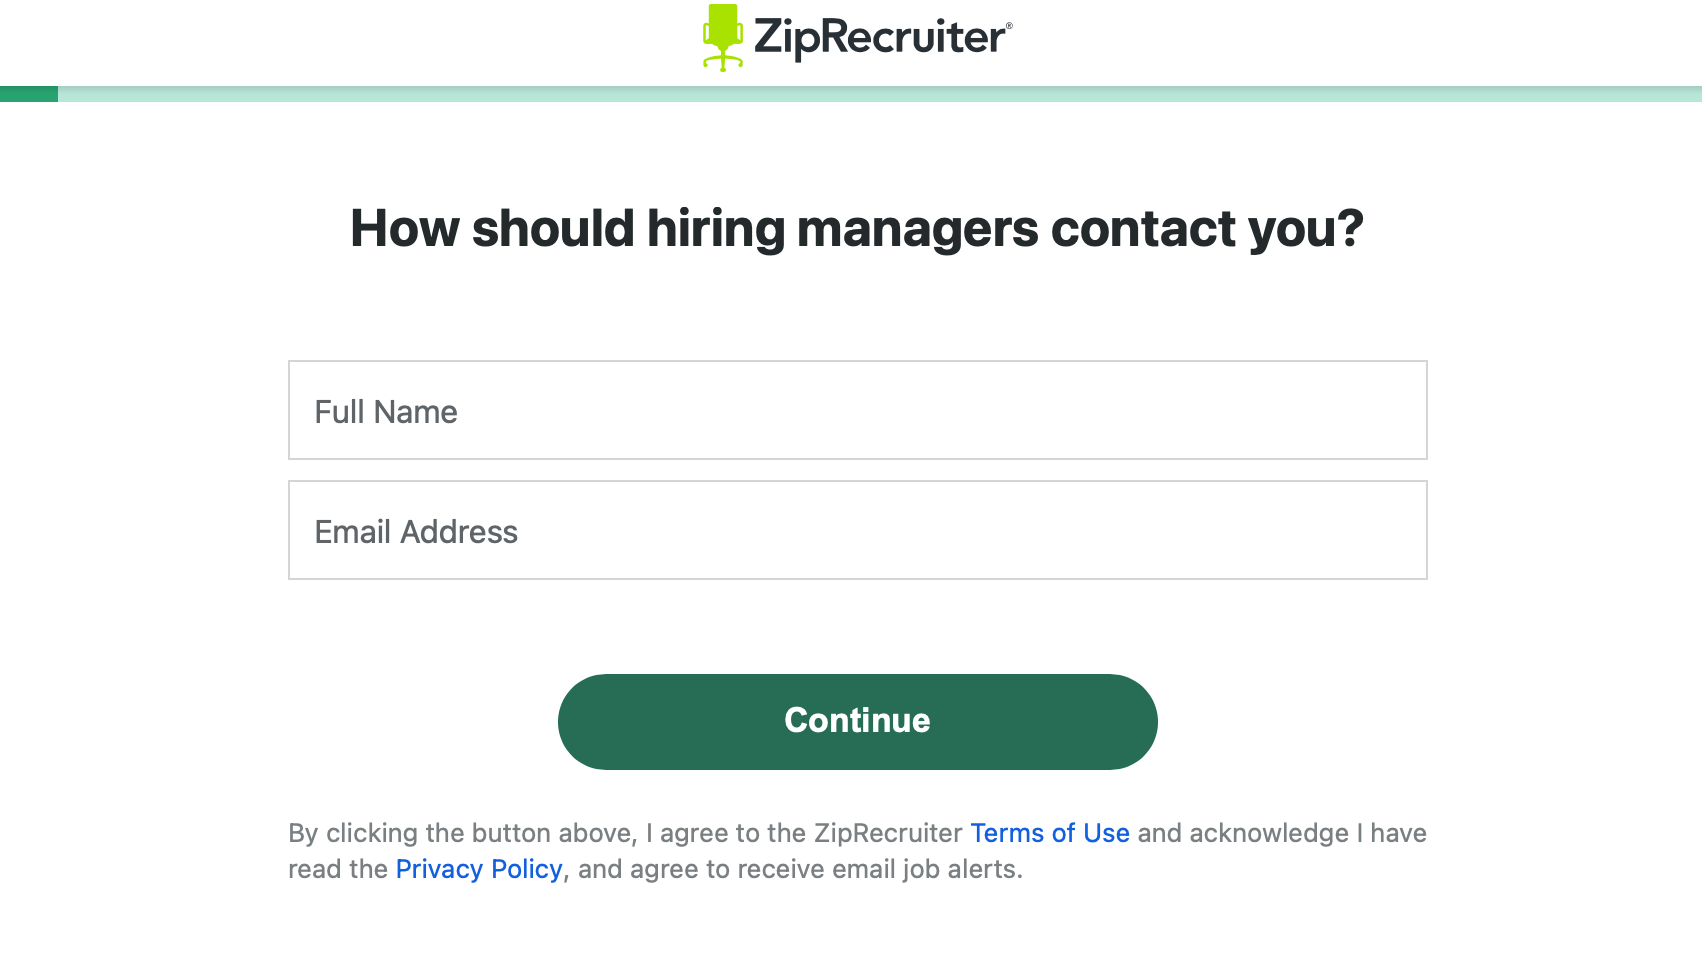 ZipRecruiter®
How should hiring managers contact you?
Full Name
Email Address
Continue
By clicking the button above, I agree to the ZipRecruiter Terms of Use and acknowledge I have
read the Privacy Policy, and agree to receive email job alerts.